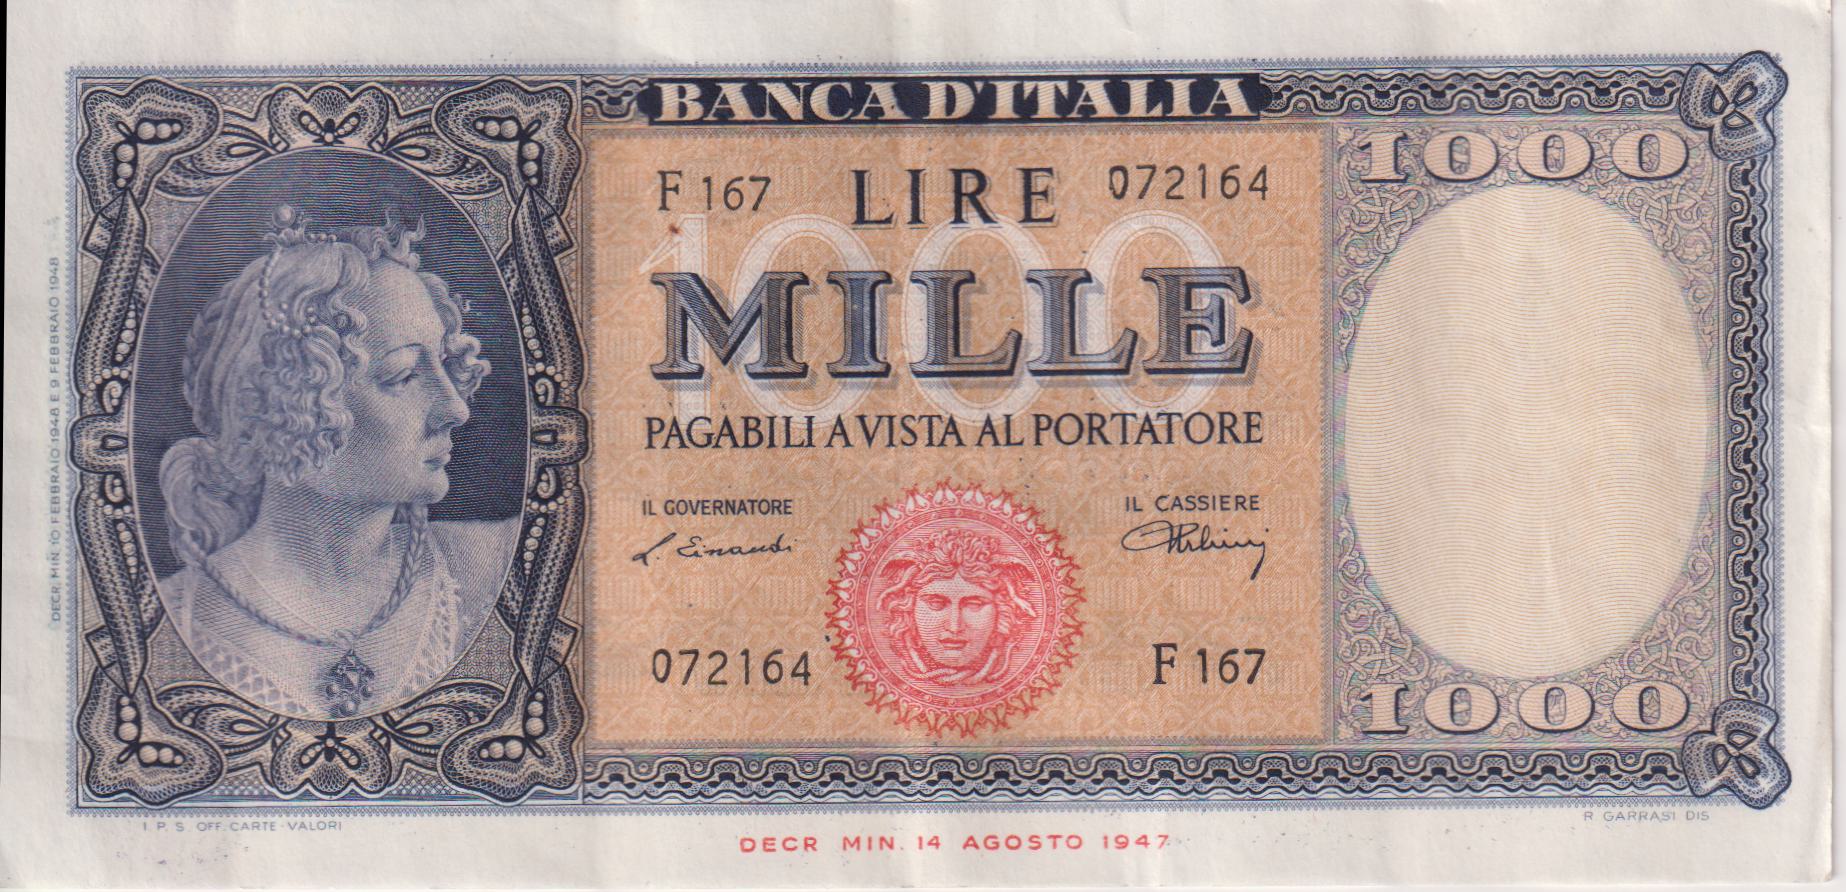 BANCA D'ITALIA
1000
F 167 LIRE 072164
1000
MILLE
PAGABILI A VISTA AL PORTATORE
IL GOVERNATORE
L. Einaudi
IL CASSIERE
072164
F 167
1000
DECR. MIN. 10 FEBBRAIO 1948 E 9 FEBBRAIO 1948
I. P. S. OFF. CARTE-VALORI
R GARRASI DIS
DECR MIN. 14 AGOSTO 1947